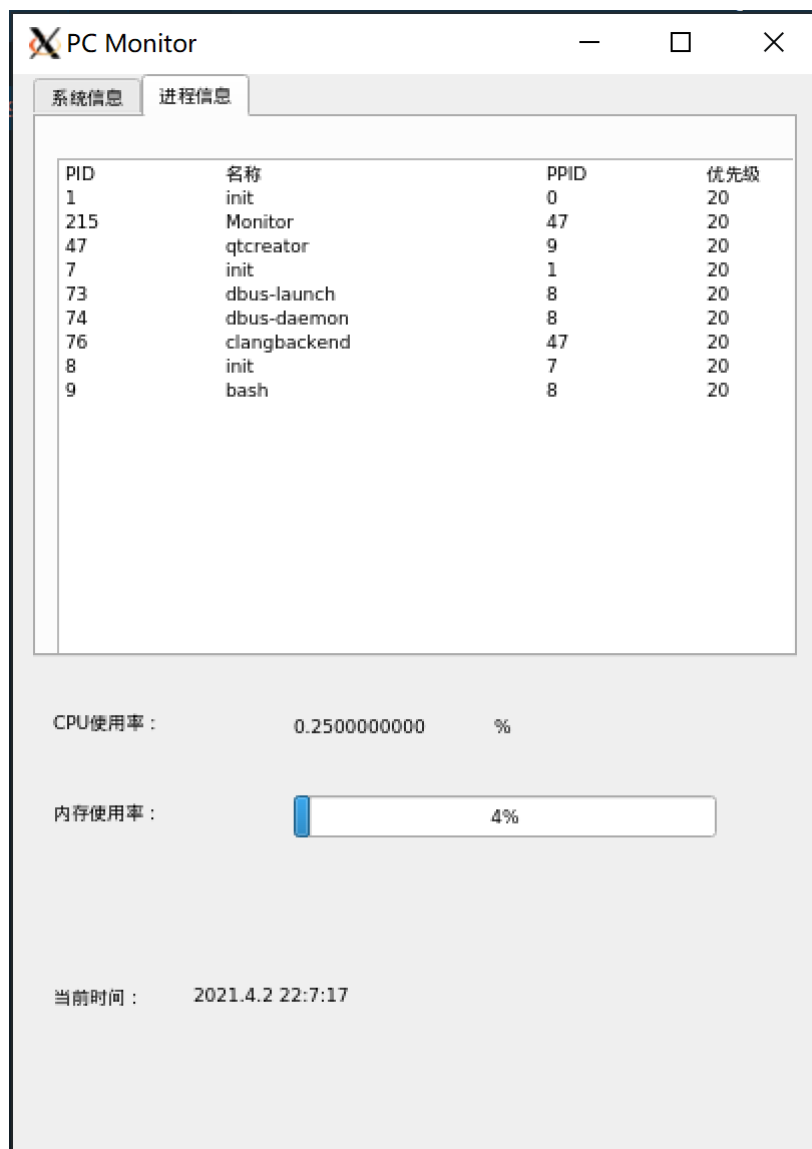 PC Monitor
系统信息 进程信息
PID 名称 PPID 优先级
1 init 0 20
215 Monitor 47 20
47 qtcreator 9 20
7 init 1 20
73 dbus-launch 8 20
74 dbus-daemon 8 20
76 clangbackend 47 20
8 init 7 20
9 bash 8 20
CPU使用率： 0.2500000000 %
内存使用率： 4%
当前时间： 2021.4.2 22:7:17